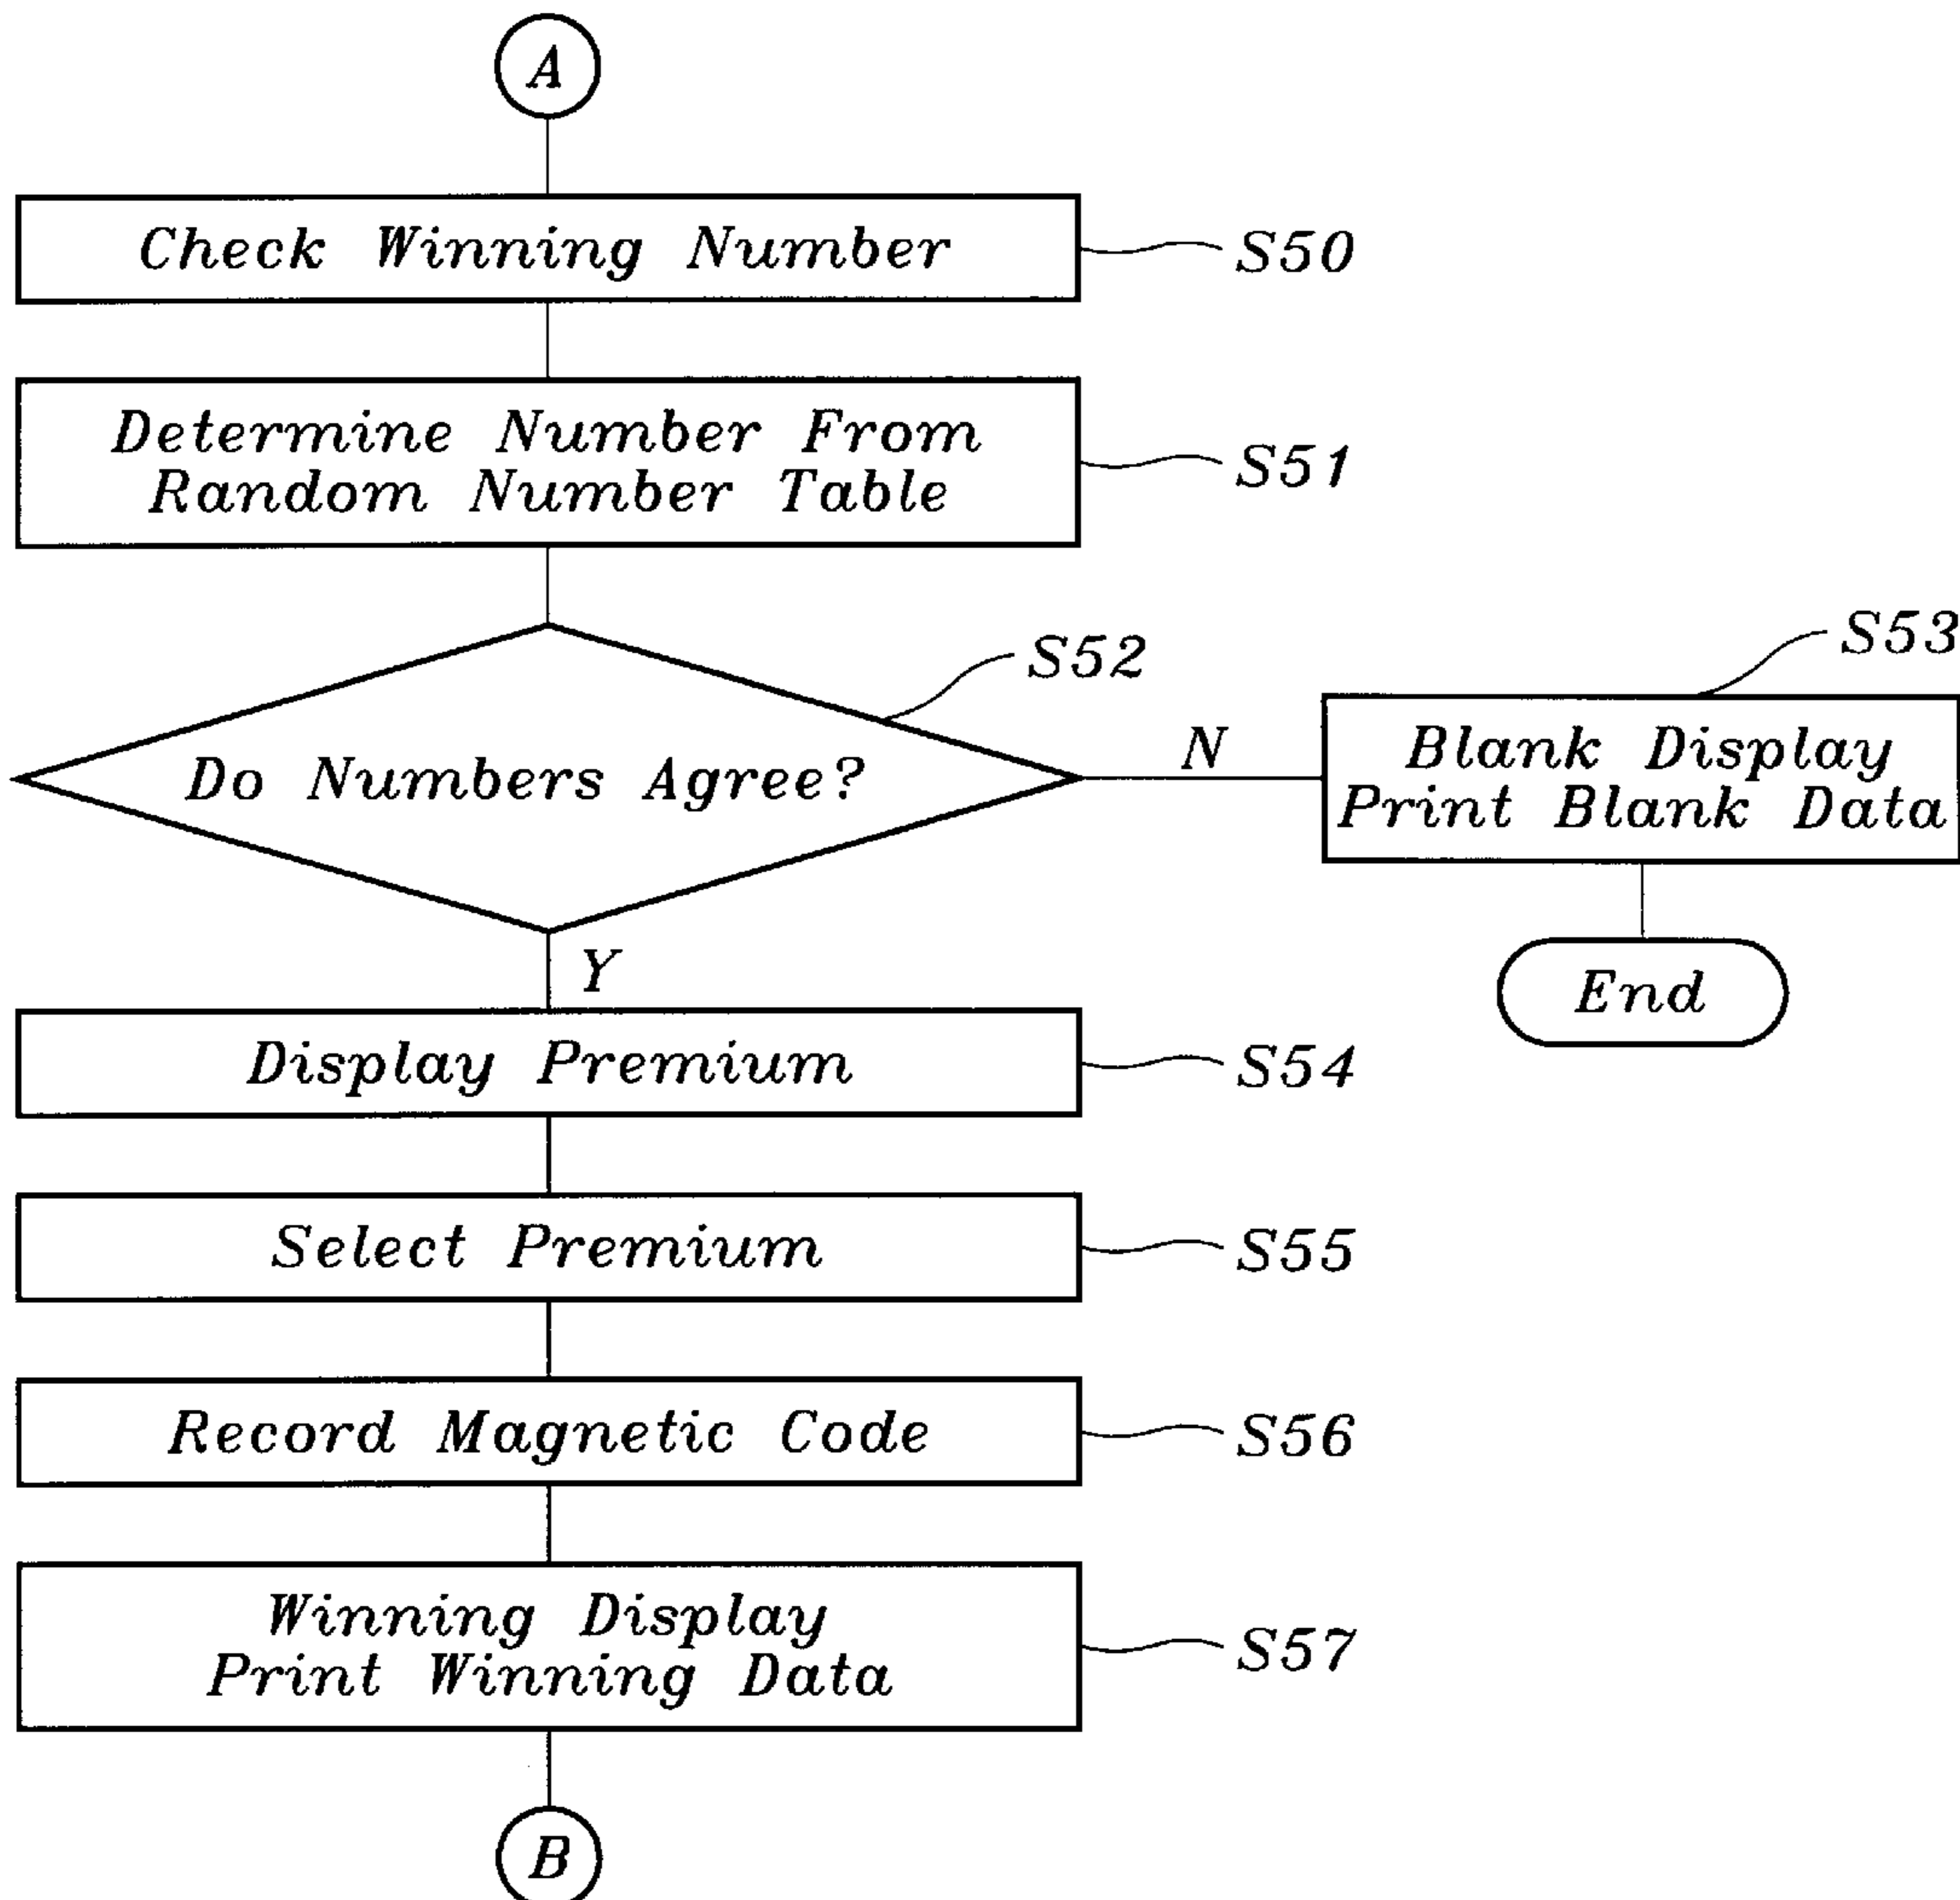 A
Check Winning Number
S50
Determine Number From
Random Number Table
S51
S52
Do Numbers Agree?
N
S53
Blank Display
Print Blank Data
End
Y
Display Premium
S54
Select Premium
S55
Record Magnetic Code
S56
Winning Display
Print Winning Data
S57
B